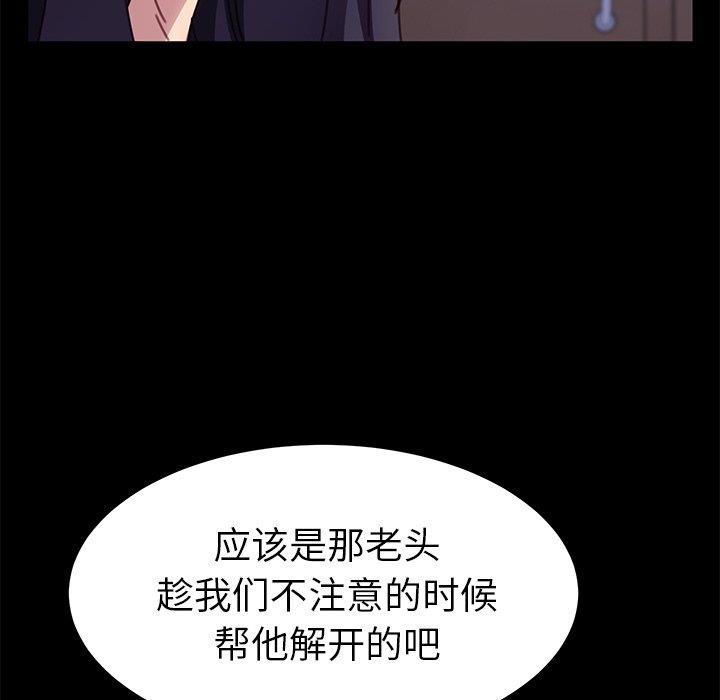 应该是那老头
趁我们不注意的时候
帮他解开的吧